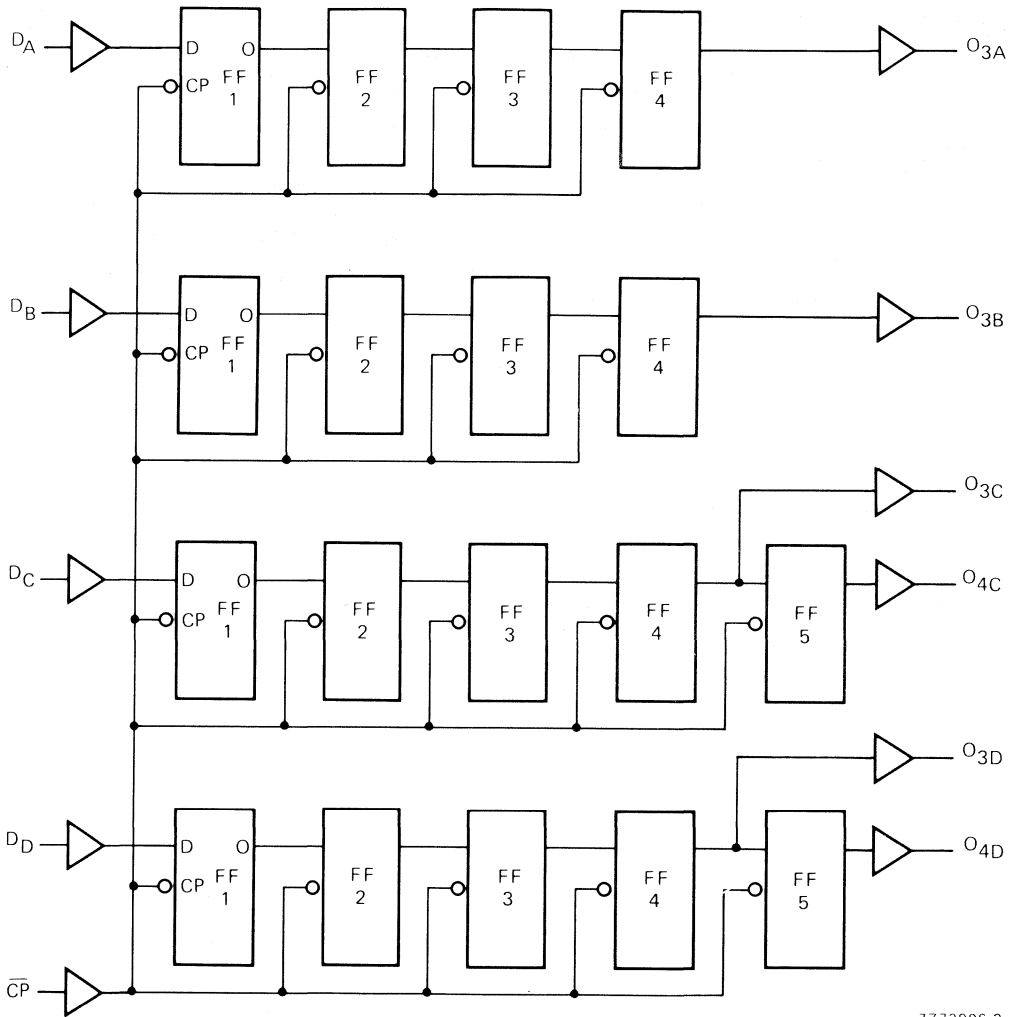 DA D O FF 1 CP FF 2 FF 3 FF 4 O3A
DB D O FF 1 CP FF 2 FF 3 FF 4 O3B
O3C
DC D O FF 1 CP FF 2 FF 3 FF 4 FF 5 O4C
O3D
DD D O FF 1 CP FF 2 FF 3 FF 4 FF 5 O4D
C̅P̅